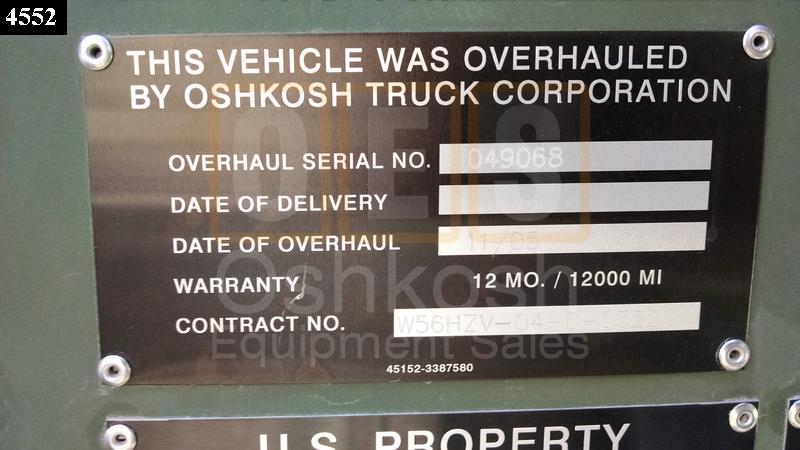 4552
THIS VEHICLE WAS OVERHAULED
BY OSHKOSH TRUCK CORPORATION
OVERHAUL SERIAL NO. 049068
DATE OF DELIVERY
DATE OF OVERHAUL 11/05
WARRANTY 12 MO. / 12000 MI
CONTRACT NO. W56HZV-04-D-
45152-3387580
OES
Oshkosh
Equipment Sales
U.S. PROPERTY